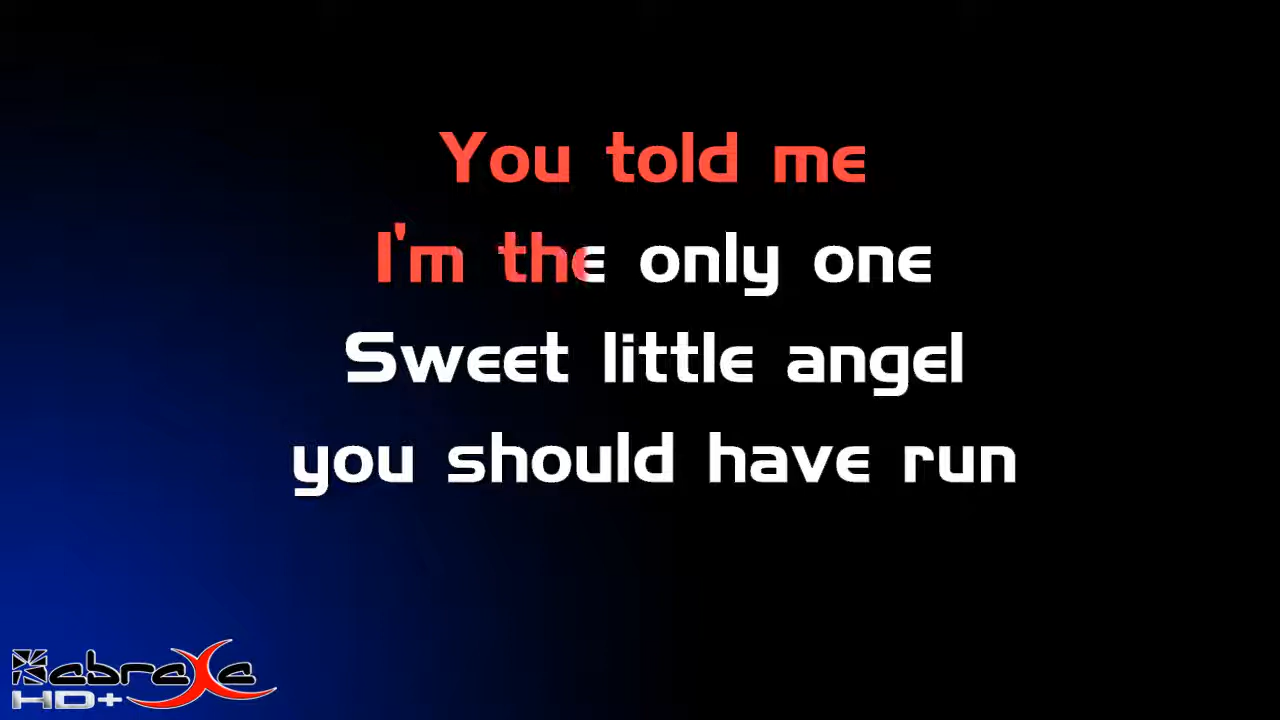 You told me
I'm the only one
Sweet little angel
you should have run
HD+